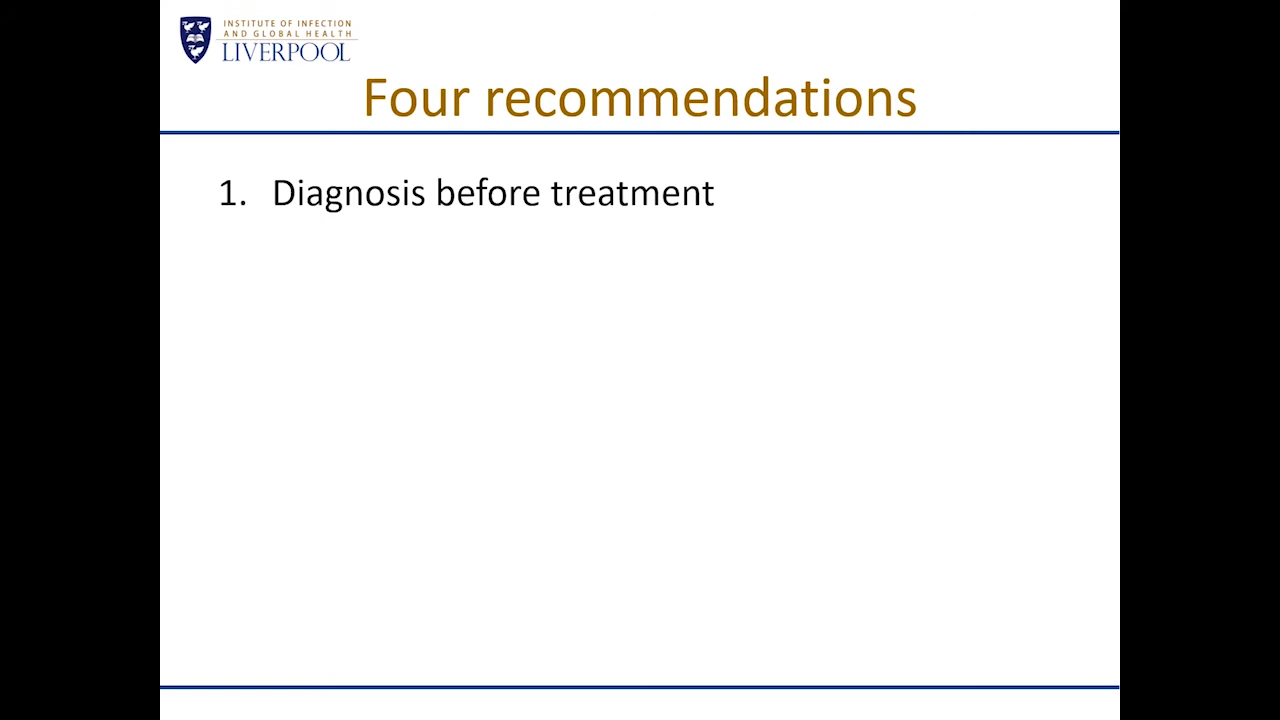 INSTITUTE OF INFECTION
AND GLOBAL HEALTH
LIVERPOOL
Four recommendations
1. Diagnosis before treatment